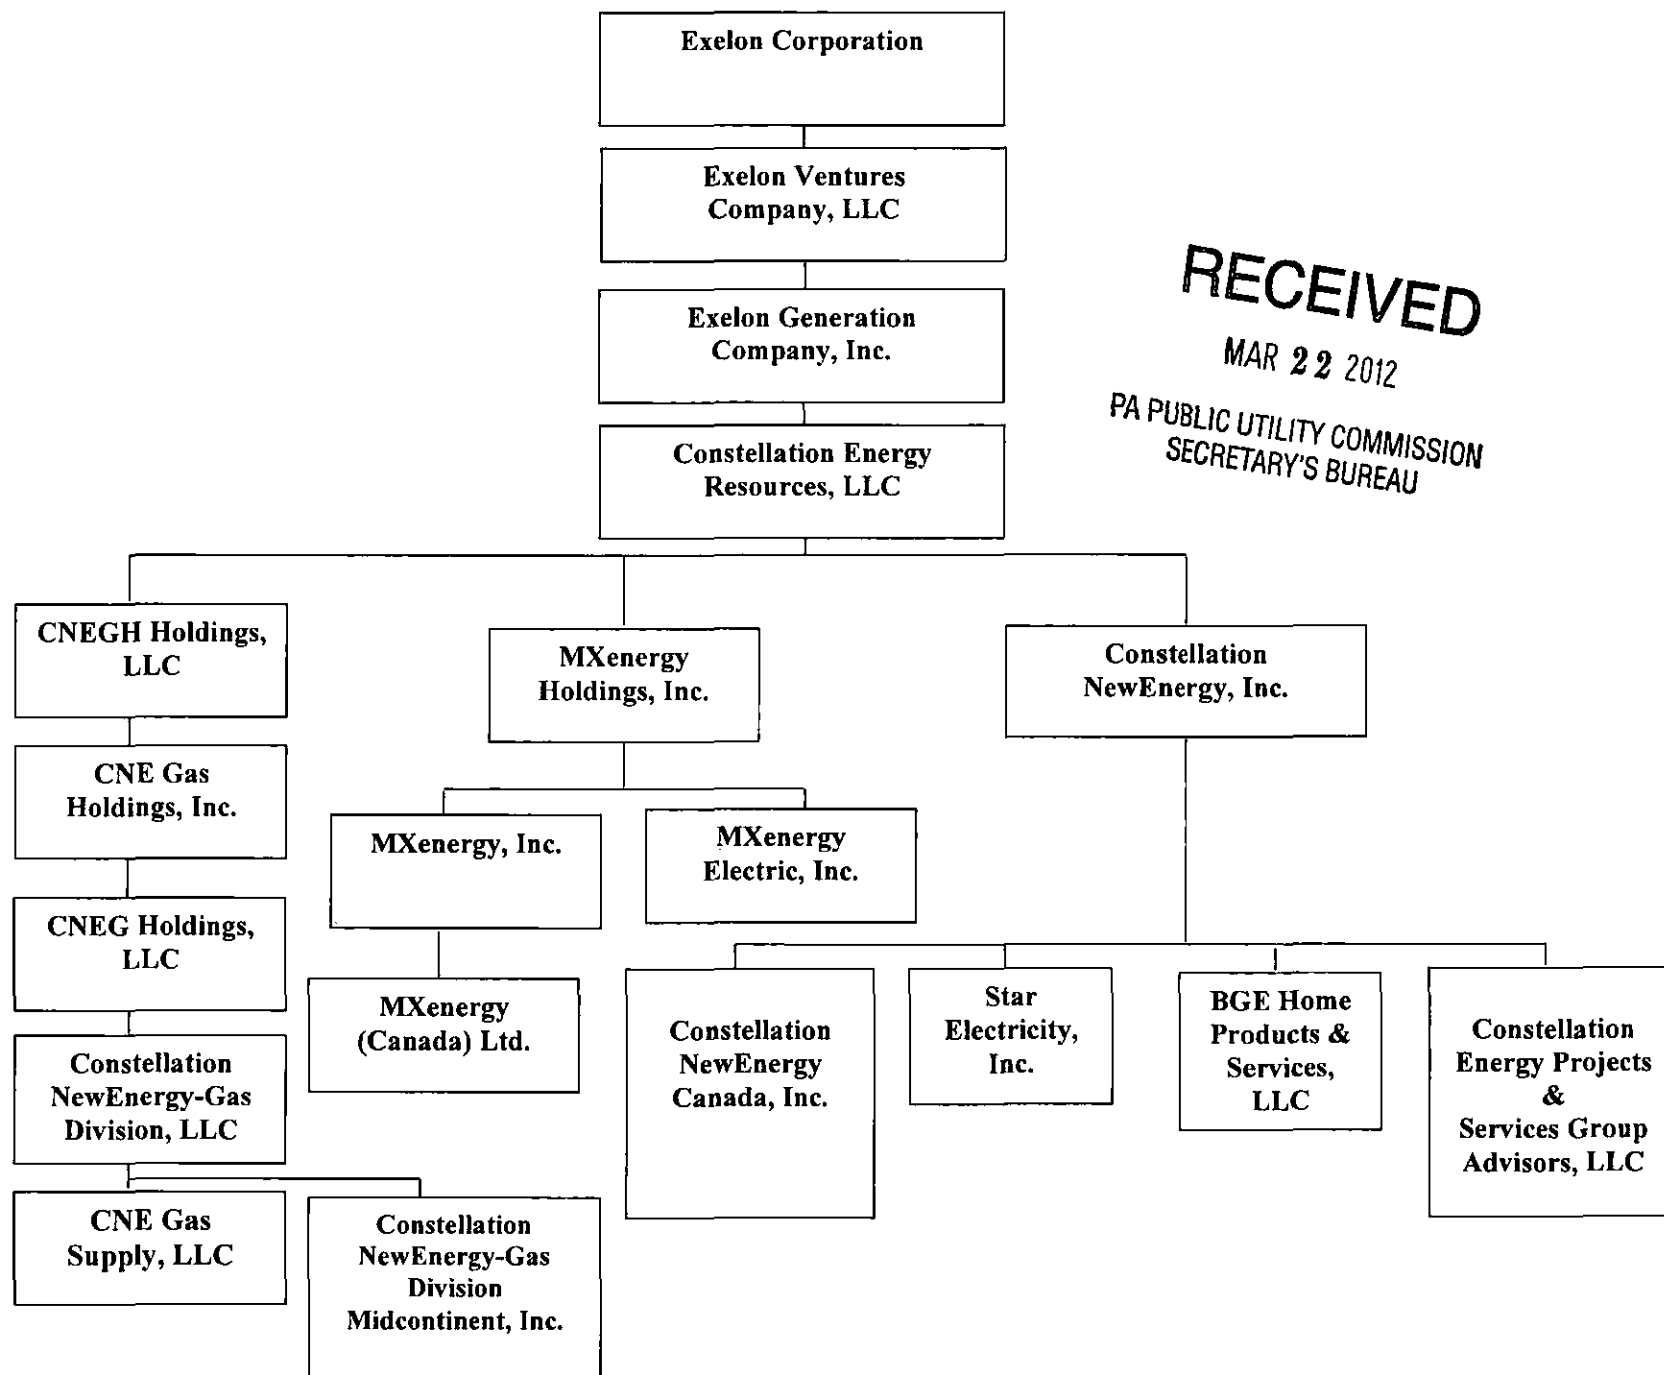 Exelon Corporation
Exelon Ventures
Company, LLC
Exelon Generation
Company, Inc.
Constellation Energy
Resources, LLC
RECEIVED
MAR 22 2012
PA PUBLIC UTILITY COMMISSION
SECRETARY'S BUREAU
CNEGH Holdings,
LLC
MXenergy
Holdings, Inc.
Constellation
NewEnergy, Inc.
CNE Gas
Holdings, Inc.
MXenergy, Inc.
MXenergy
Electric, Inc.
CNEG Holdings,
LLC
MXenergy
(Canada) Ltd.
Constellation
NewEnergy
Canada, Inc.
Star
Electricity,
Inc.
BGE Home
Products &
Services,
LLC
Constellation
Energy Projects
&
Services Group
Advisors, LLC
Constellation
NewEnergy-Gas
Division, LLC
CNE Gas
Supply, LLC
Constellation
NewEnergy-Gas
Division
Midcontinent, Inc.